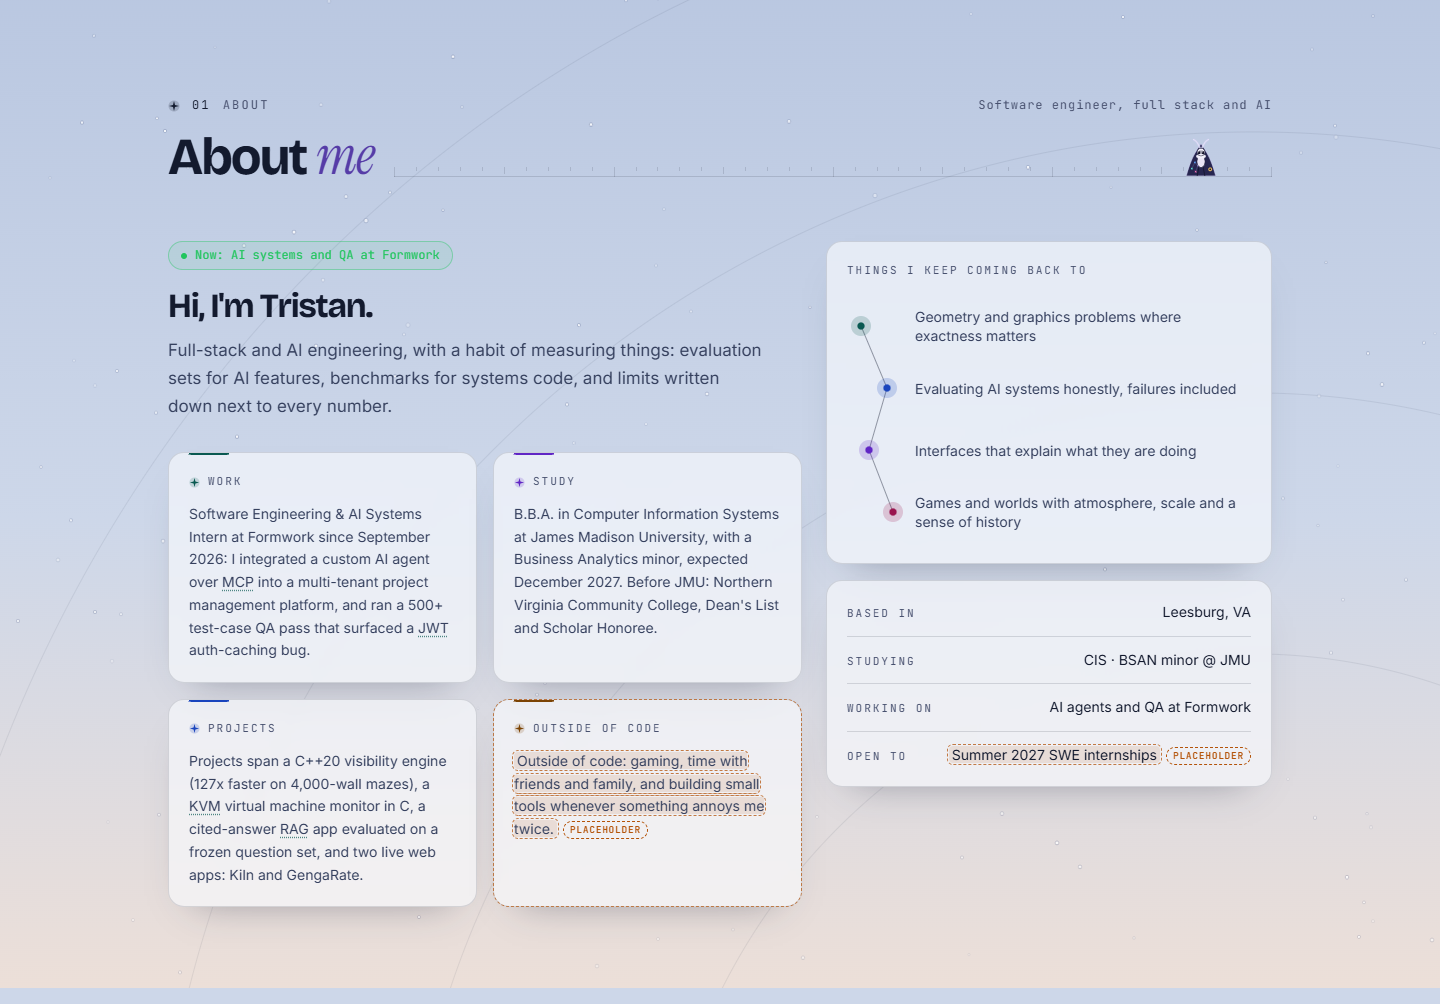 01 ABOUT
Software engineer, full stack and AI
About me
Now: AI systems and QA at Formwork
Hi, I'm Tristan.
Full-stack and AI engineering, with a habit of measuring things: evaluation
sets for AI features, benchmarks for systems code, and limits written
down next to every number.
WORK
Software Engineering & AI Systems
Intern at Formwork since September
2026: I integrated a custom AI agent
over MCP into a multi-tenant project
management platform, and ran a 500+
test-case QA pass that surfaced a JWT
auth-caching bug.
STUDY
B.B.A. in Computer Information Systems
at James Madison University, with a
Business Analytics minor, expected
December 2027. Before JMU: Northern
Virginia Community College, Dean's List
and Scholar Honoree.
PROJECTS
Projects span a C++20 visibility engine
(127x faster on 4,000-wall mazes), a
KVM virtual machine monitor in C, a
cited-answer RAG app evaluated on a
frozen question set, and two live web
apps: Kiln and GengaRate.
OUTSIDE OF CODE
Outside of code: gaming, time with
friends and family, and building small
tools whenever something annoys me
twice. PLACEHOLDER
THINGS I KEEP COMING BACK TO
Geometry and graphics problems where
exactness matters
Evaluating AI systems honestly, failures included
Interfaces that explain what they are doing
Games and worlds with atmosphere, scale and a
sense of history
BASED IN Leesburg, VA
STUDYING CIS · BSAN minor @ JMU
WORKING ON AI agents and QA at Formwork
OPEN TO Summer 2027 SWE internships PLACEHOLDER